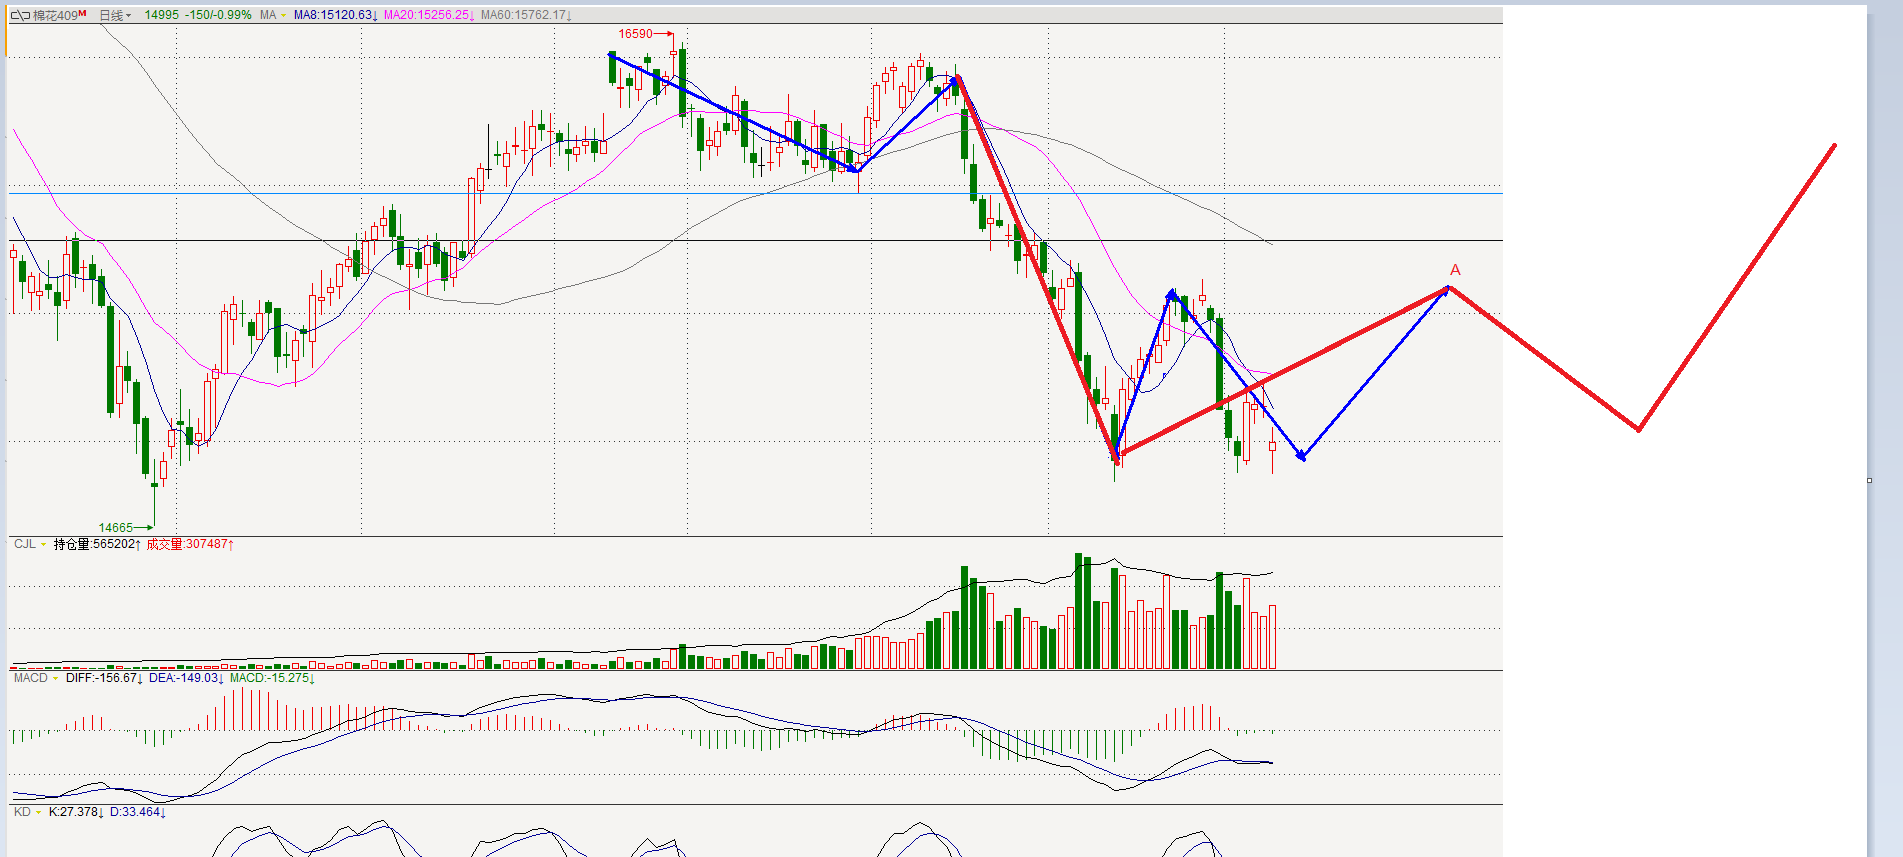 棉花409M 日线 14995 -150/-0.99% MA MA8:15120.63↓ MA20:15256.25↓ MA60:15762.17↓
16590
A
14665
CJL 持仓量:565202↑ 成交量:307487↑
MACD DIFF:-156.67↓ DEA:-149.03↓ MACD:-15.275↓
KD K:27.378↓ D:33.464↓